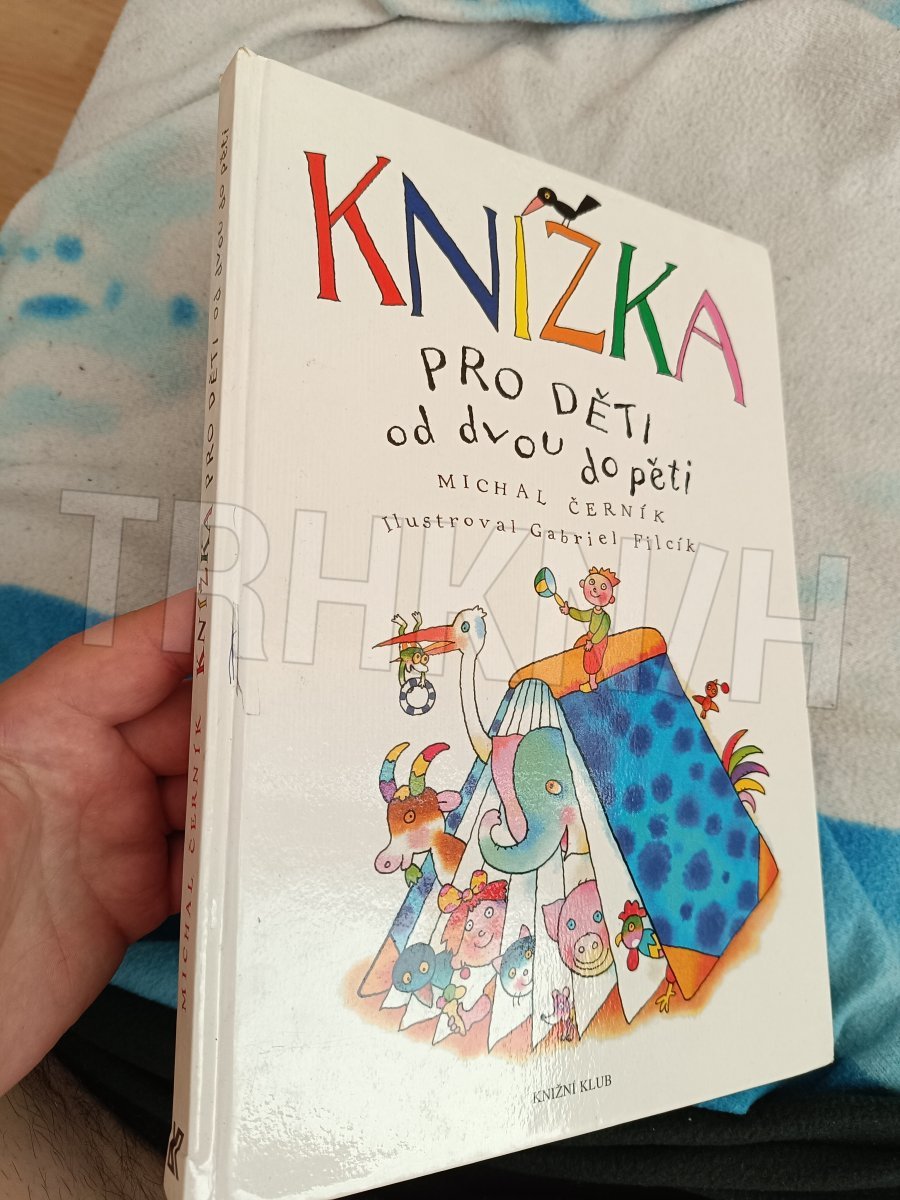 KNÍŽKA
PRO DĚTI
od dvou do pěti
MICHAL ČERNÍK
Ilustroval Gabriel Filcík
KNIŽNÍ KLUB
MICHAL ČERNÍK KNÍŽKA PRO DĚTI od dvou do pěti
TRHKNIH